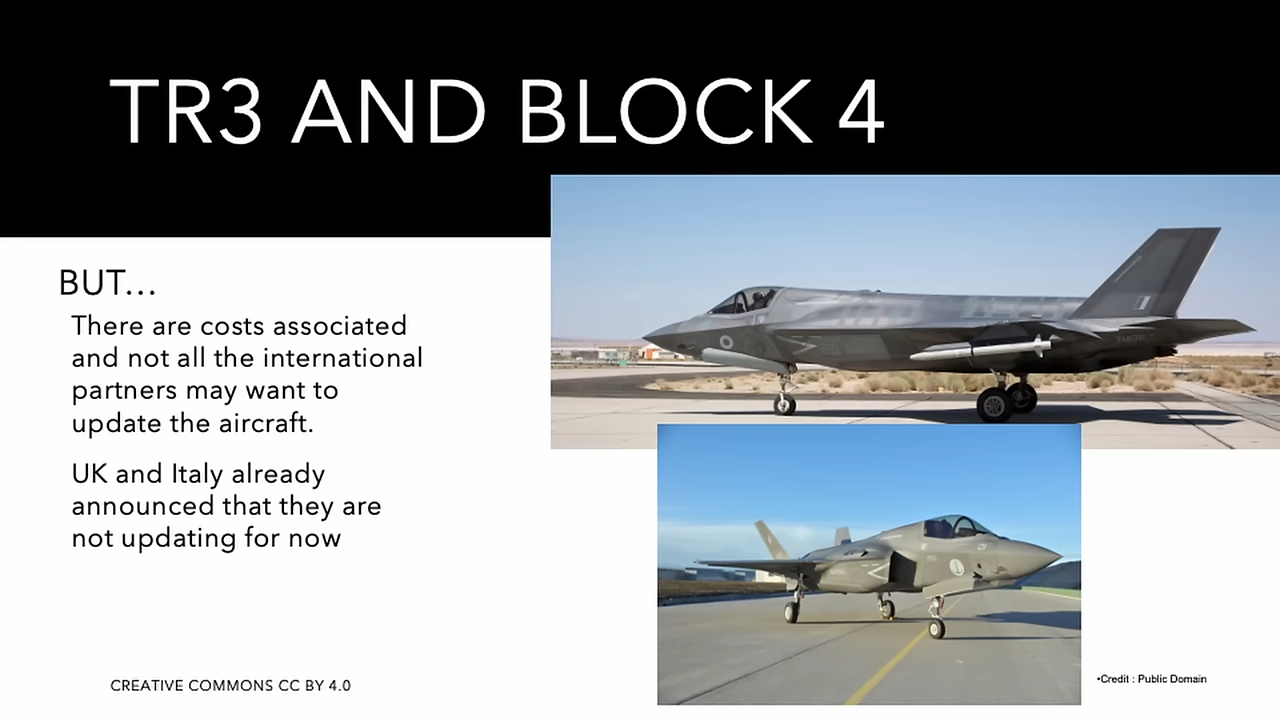 TR3 AND BLOCK 4
BUT...
There are costs associated
and not all the international
partners may want to
update the aircraft.
UK and Italy already
announced that they are
not updating for now
CREATIVE COMMONS CC BY 4.0
•Credit : Public Domain